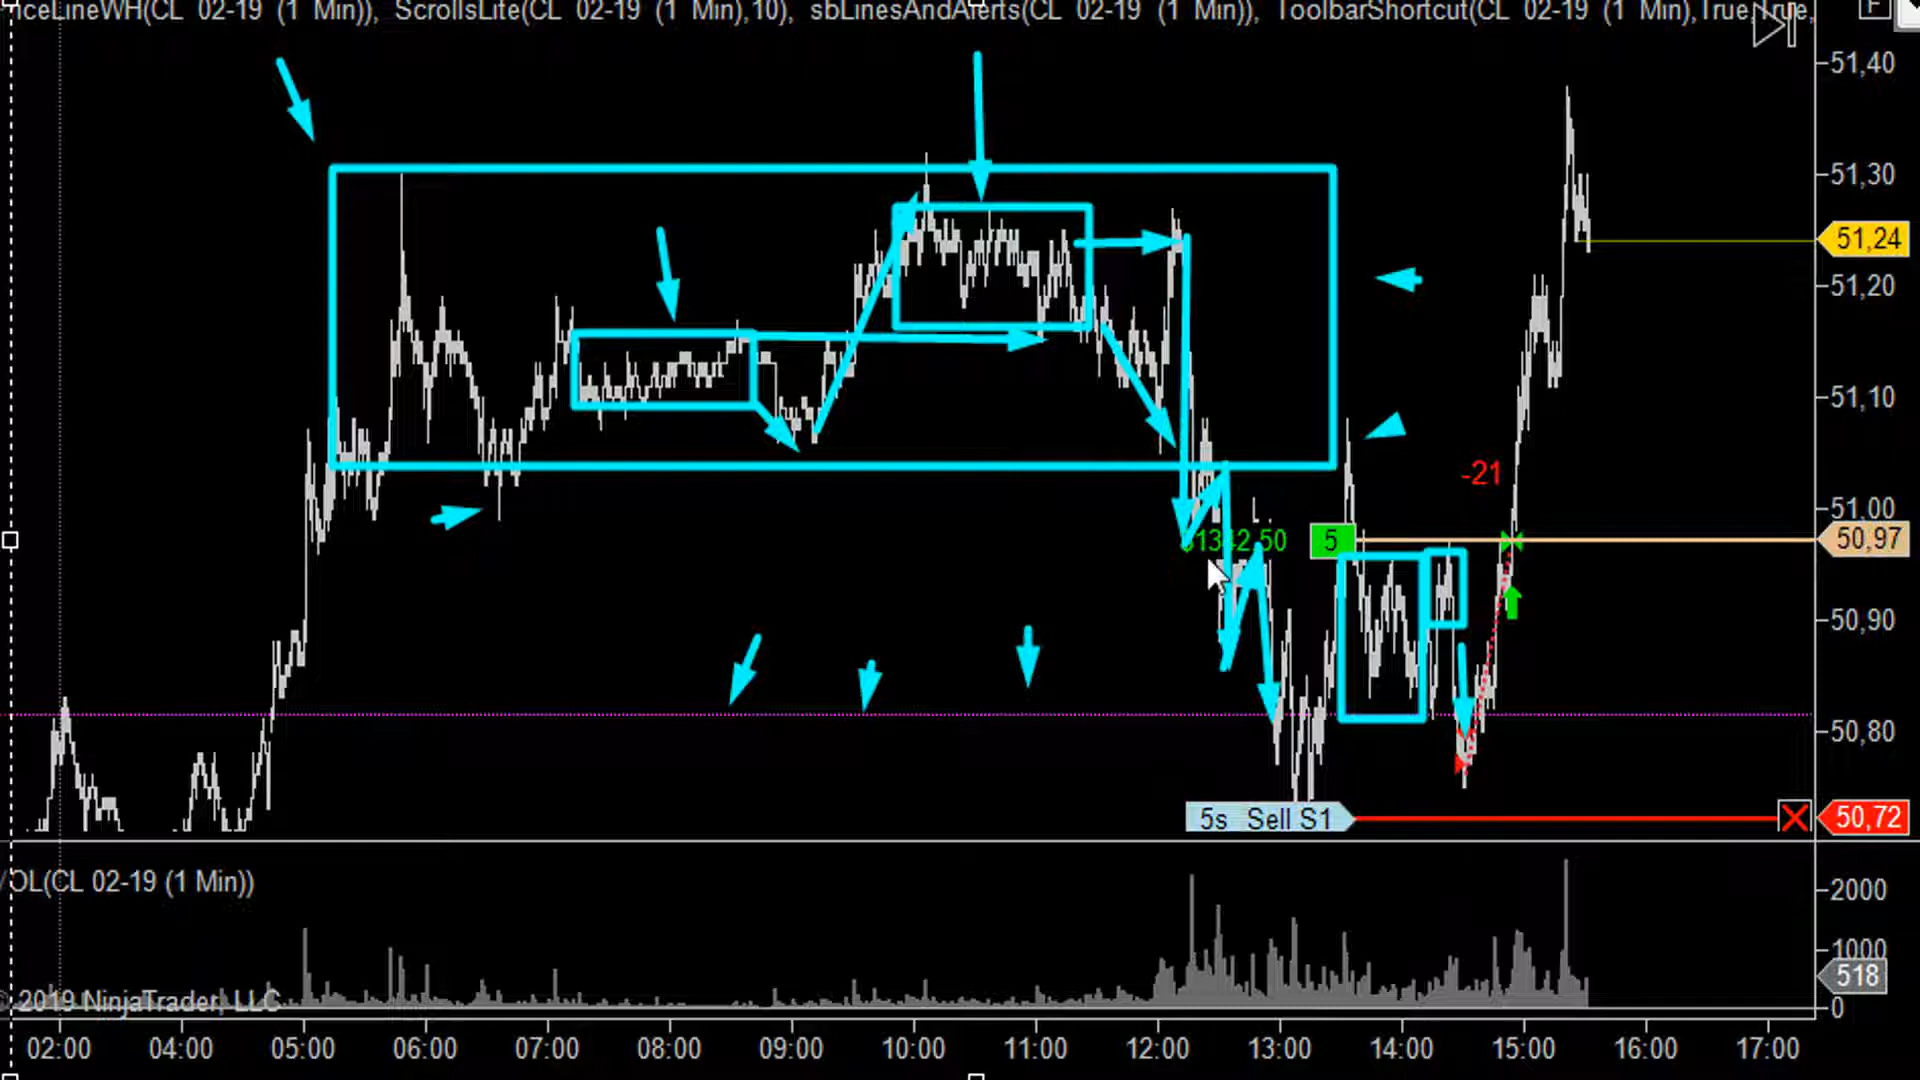 iceLineWH(CL 02-19 (1 Min)), ScrollsLite(CL 02-19 (1 Min),10), sbLinesAndAlerts(CL 02-19 (1 Min)), ToolbarShortcut(CL 02-19 (1 Min),True,True,
F
51,40
51,30
51,24
51,20
51,10
-21
51,00
$1342,50
5
50,97
50,90
50,80
5s Sell S1
50,72
VOL(CL 02-19 (1 Min))
2000
1000
518
0
© 2019 NinjaTrader, LLC
02:00 04:00 05:00 06:00 07:00 08:00 09:00 10:00 11:00 12:00 13:00 14:00 15:00 16:00 17:00